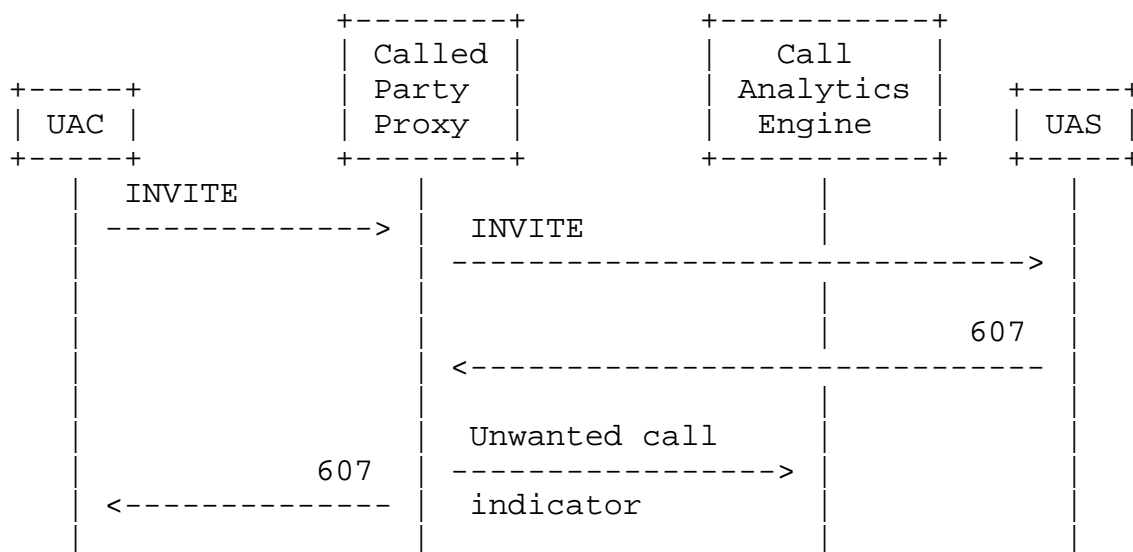 Called
Party
Proxy
Call
Analytics
Engine
UAC
UAS
INVITE
INVITE
607
Unwanted call
607
indicator